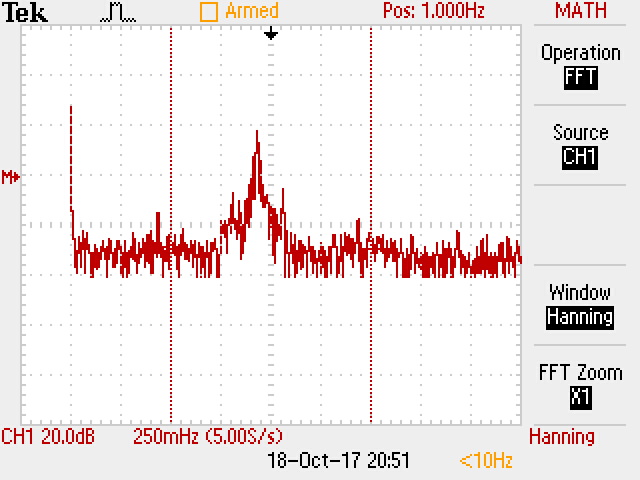 Tek Armed Pos: 1.000Hz MATH
Operation
FFT
Source
CH1
M
Window
Hanning
FFT Zoom
X1
CH1 20.0dB 250mHz (5.00S/s) Hanning
18-Oct-17 20:51 <10Hz